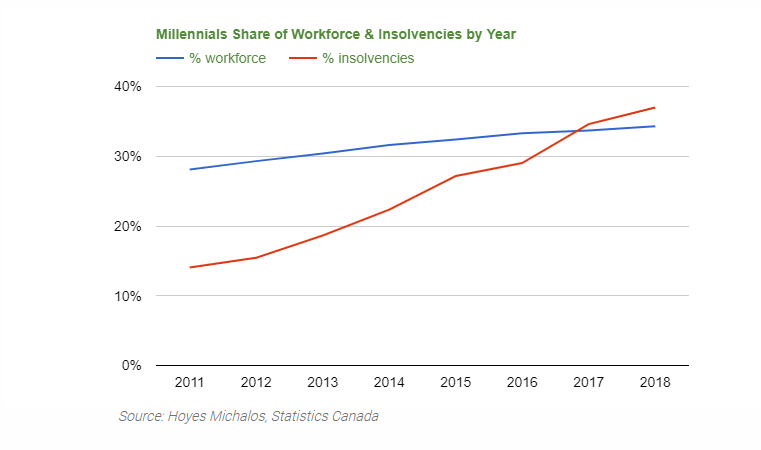 Millennials Share of Workforce & Insolvencies by Year
% workforce % insolvencies
40%
30%
20%
10%
0%
2011 2012 2013 2014 2015 2016 2017 2018
Source: Hoyes Michalos, Statistics Canada